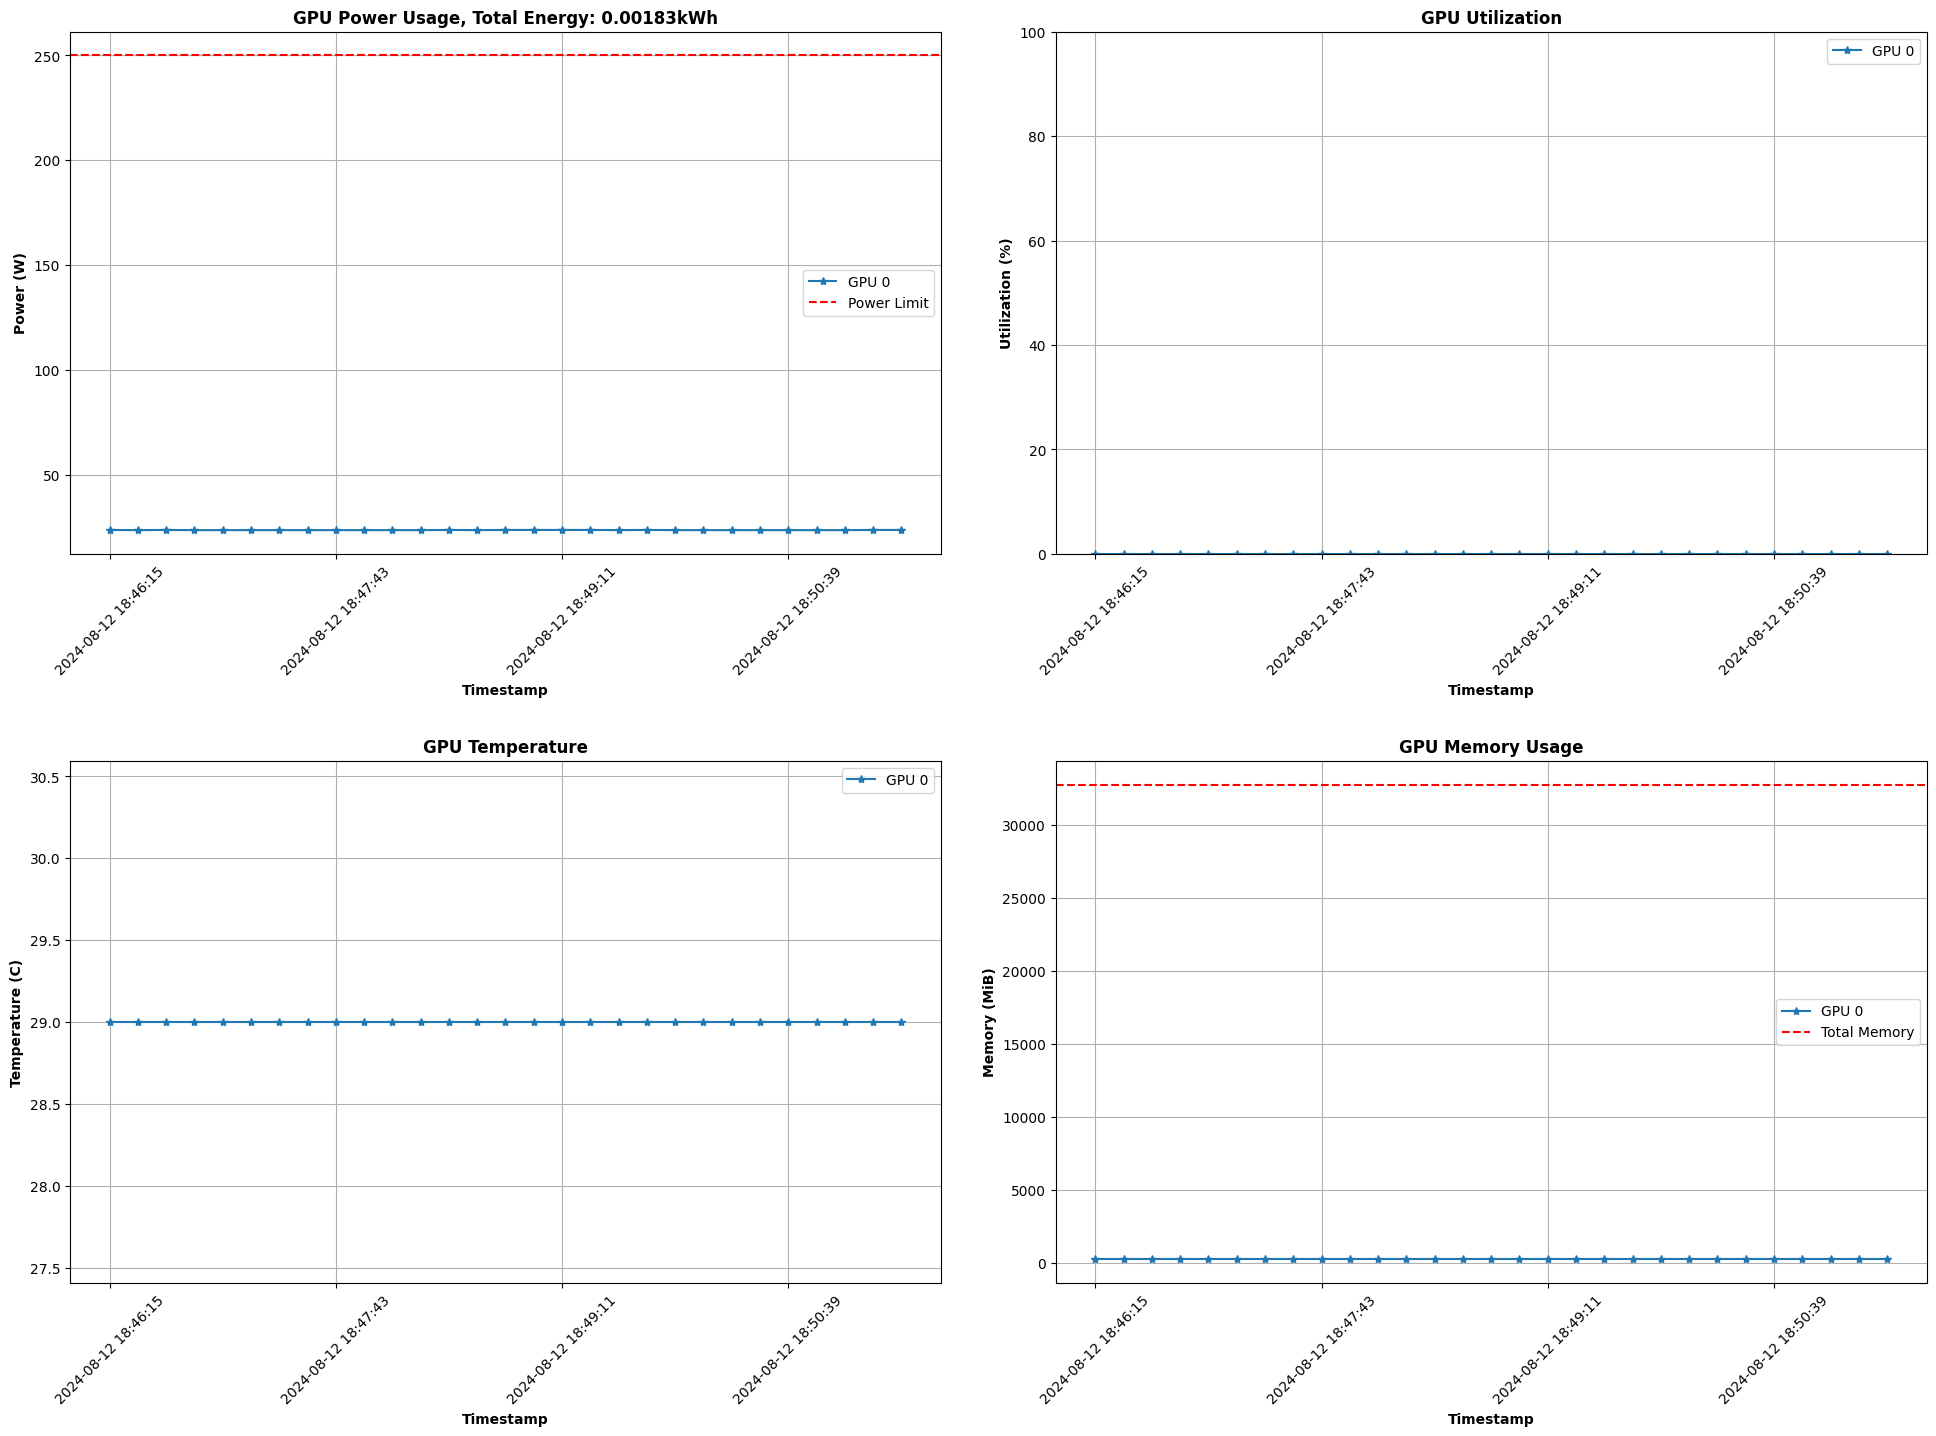 GPU Power Usage, Total Energy: 0.00183kWh
250
200
150
100
50
Power (W)
GPU 0
Power Limit
2024-08-12 18:46:15
2024-08-12 18:47:43
2024-08-12 18:49:11
2024-08-12 18:50:39
Timestamp
GPU Utilization
100
80
60
40
20
0
Utilization (%)
GPU 0
2024-08-12 18:46:15
2024-08-12 18:47:43
2024-08-12 18:49:11
2024-08-12 18:50:39
Timestamp
GPU Temperature
30.5
30.0
29.5
29.0
28.5
28.0
27.5
Temperature (C)
GPU 0
2024-08-12 18:46:15
2024-08-12 18:47:43
2024-08-12 18:49:11
2024-08-12 18:50:39
Timestamp
GPU Memory Usage
30000
25000
20000
15000
10000
5000
0
Memory (MiB)
GPU 0
Total Memory
2024-08-12 18:46:15
2024-08-12 18:47:43
2024-08-12 18:49:11
2024-08-12 18:50:39
Timestamp